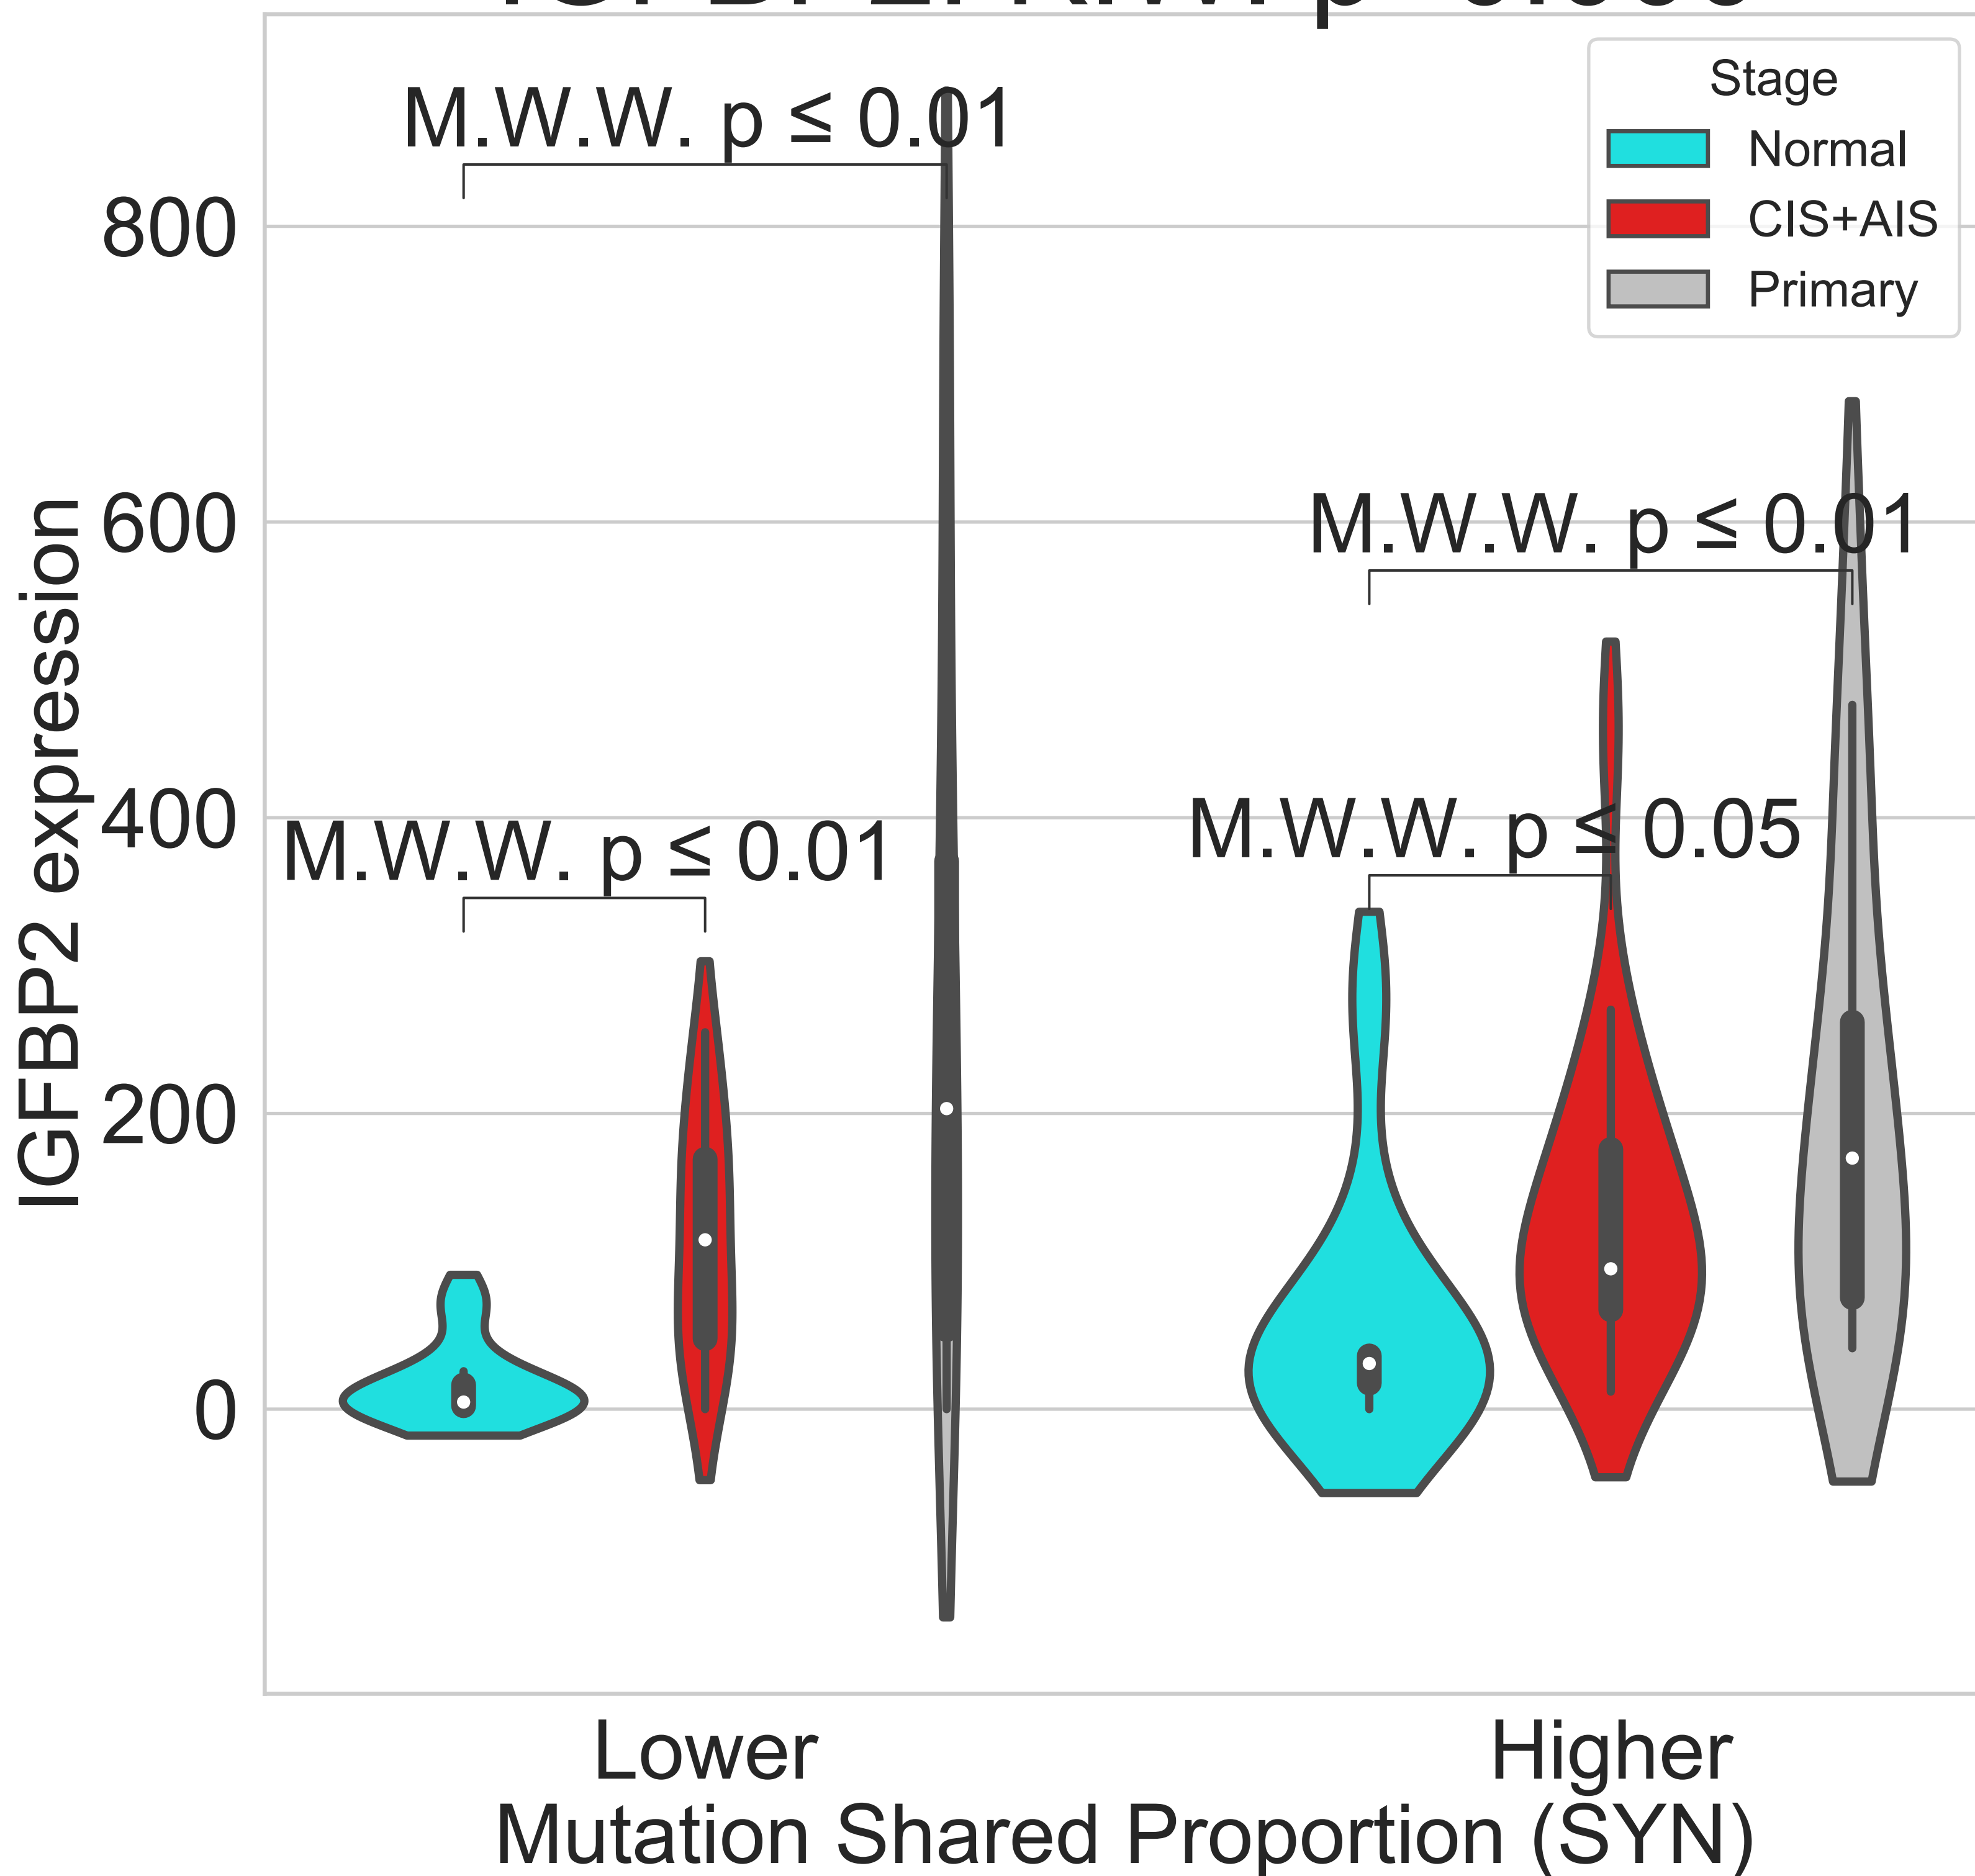 Stage
Normal
CIS+AIS
Primary
M.W.W. p ≤ 0.01
M.W.W. p ≤ 0.01
M.W.W. p ≤ 0.01
M.W.W. p ≤ 0.05
800
600
400
200
0
IGFBP2 expression
Lower
Higher
Mutation Shared Proportion (SYN)